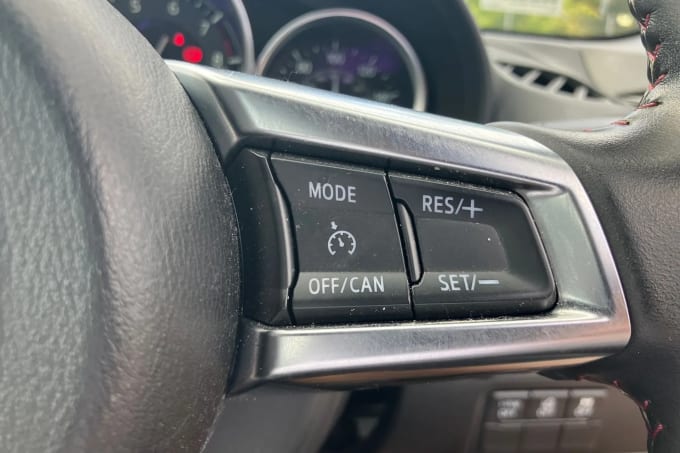 MODE
RES/+
OFF/CAN
SET/—